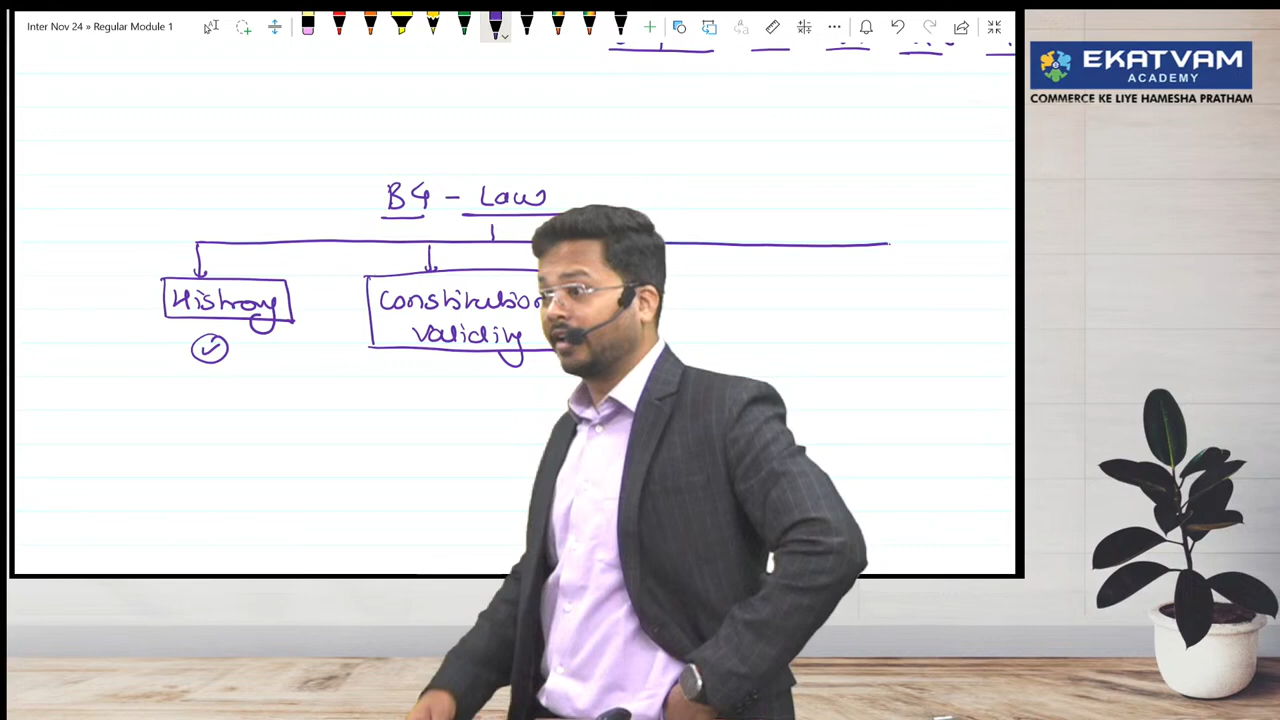 Inter Nov 24 » Regular Module 1
EKATVAM
ACADEMY
COMMERCE KE LIYE HAMESHA PRATHAM
B4 - Law
History
Constitution
validity